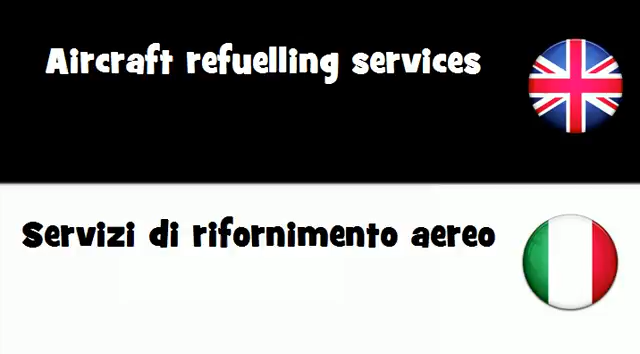 Aircraft refuelling services
Servizi di rifornimento aereo